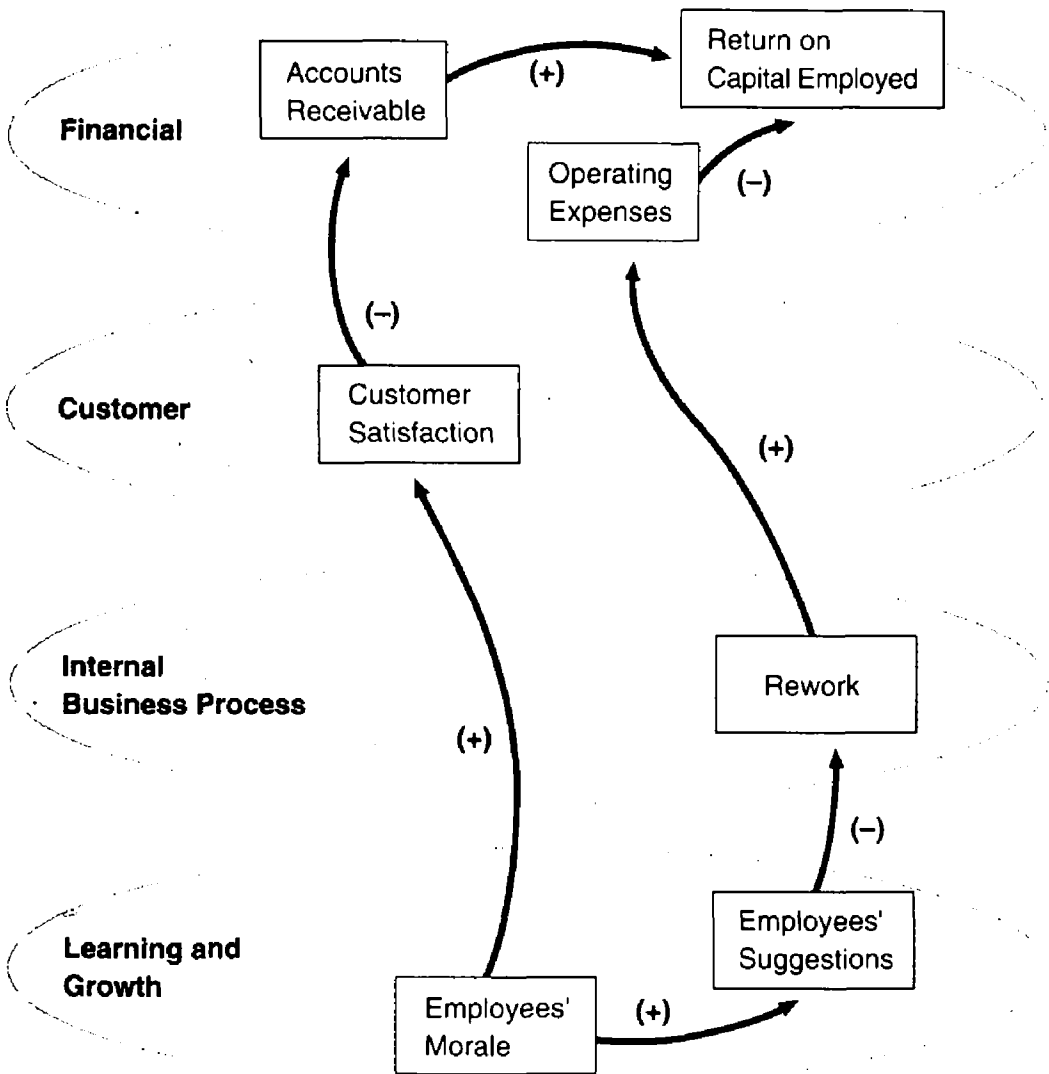 Return on
Capital Employed
Accounts
Receivable
(+)
Financial
Operating
Expenses
(–)
(–)
Customer
Customer
Satisfaction
(+)
Internal
Business Process
Rework
(+)
(–)
Learning and
Growth
Employees'
Suggestions
Employees'
Morale
(+)